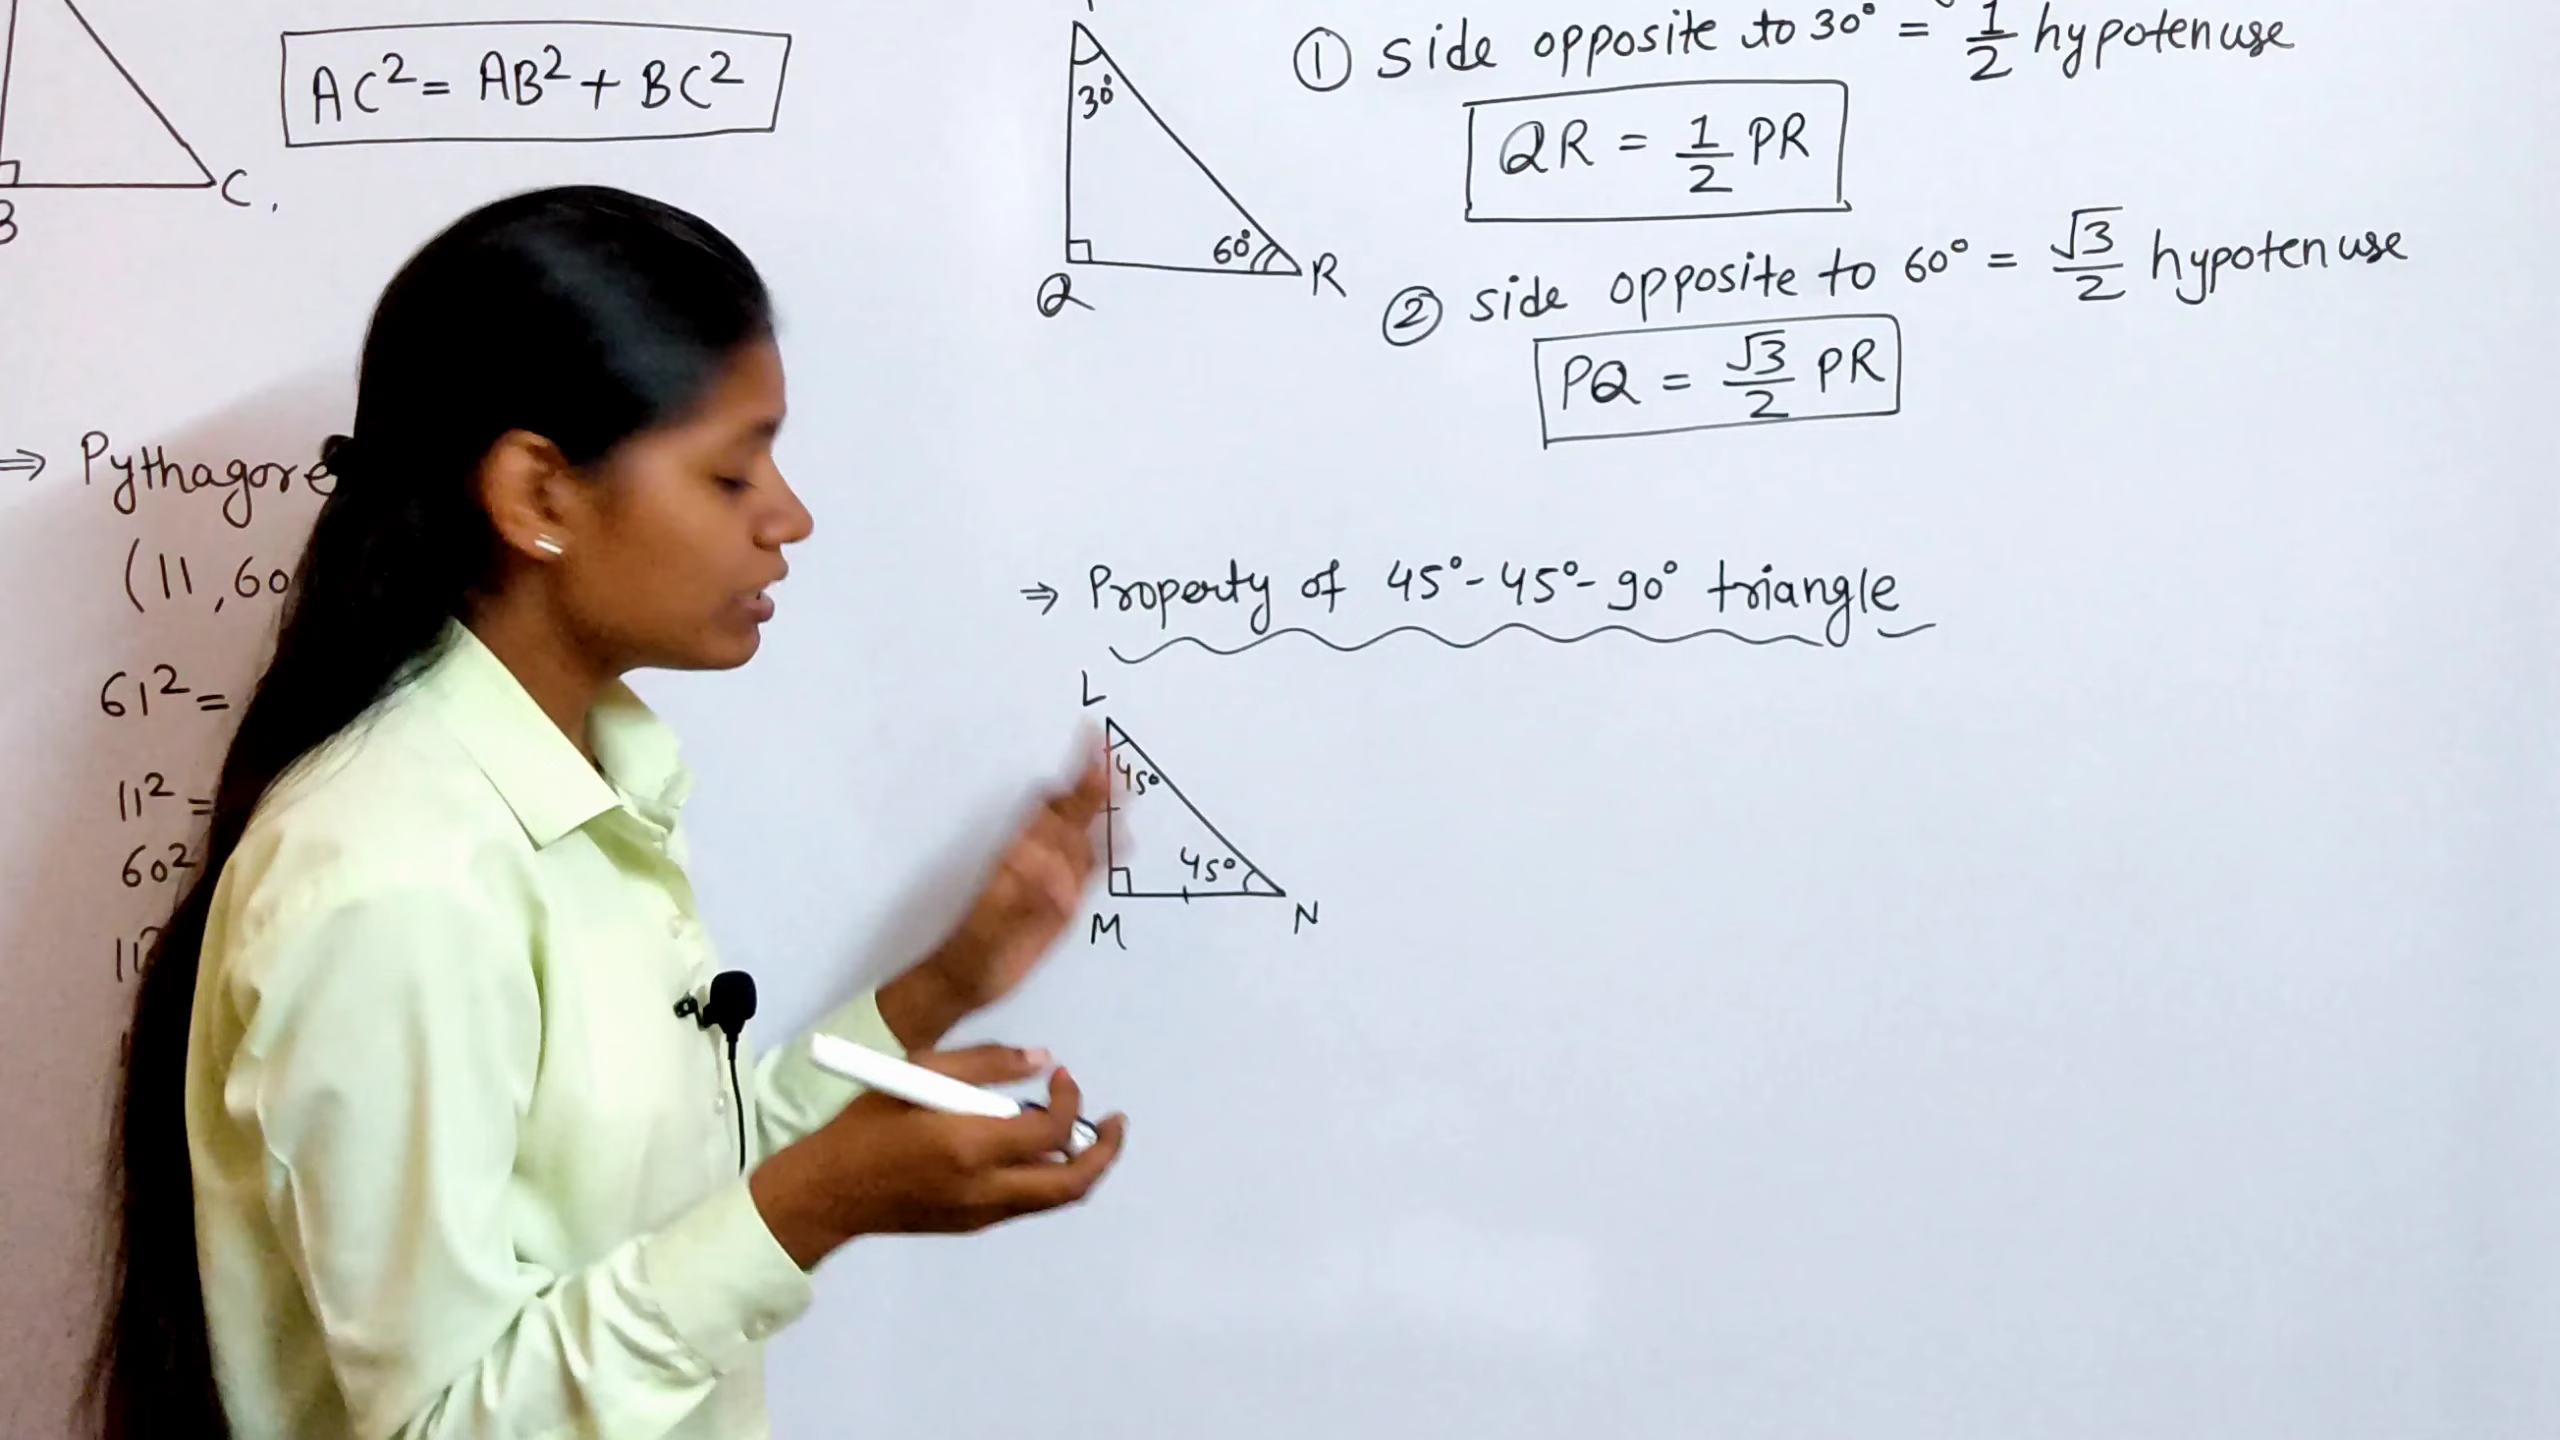 AC² = AB² + BC²
C.
B
⇒ Pythagore
(11, 60
61² =
11² =
60²
30°
60°
Q
R
① side opposite to 30° = 1/2 hypotenuse
QR = 1/2 PR
② side opposite to 60° = √3/2 hypotenuse
PQ = √3/2 PR
⇒ Property of 45°-45°-90° triangle
L
45°
45°
M
N